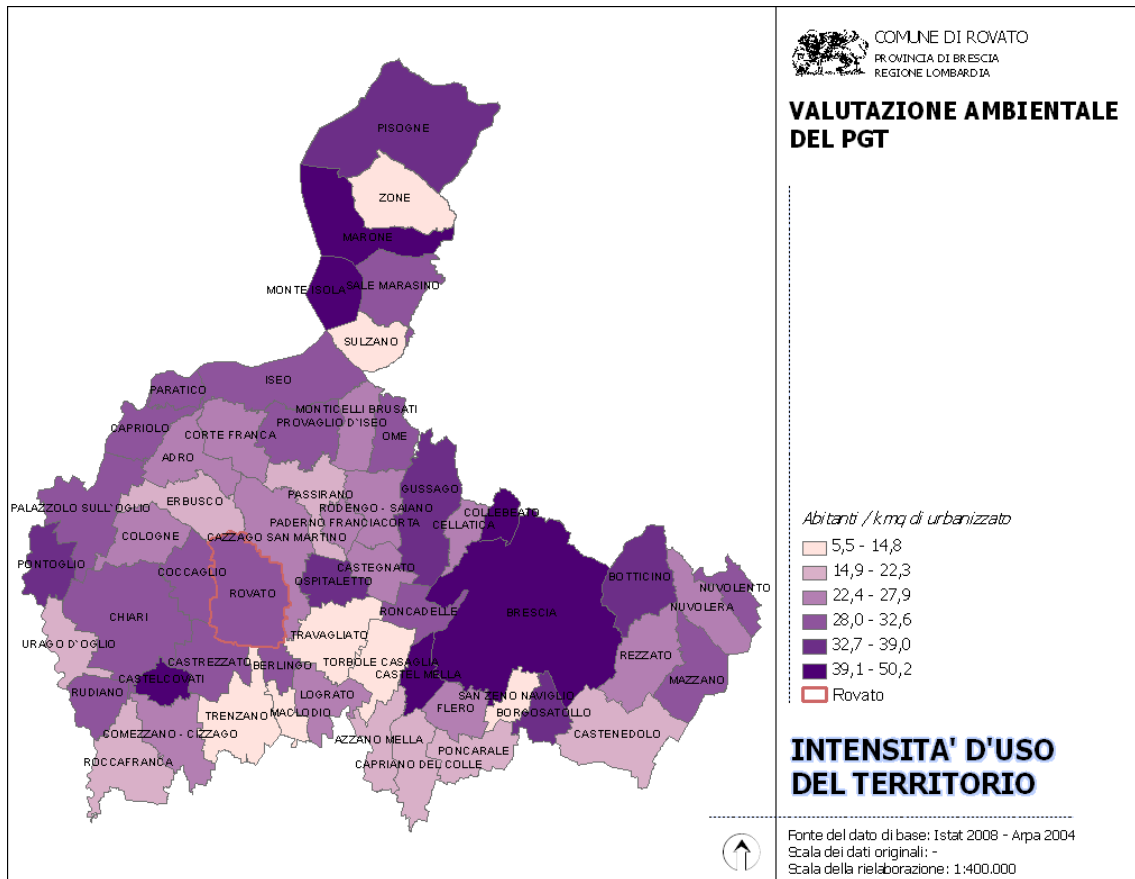 COMUNE DI ROVATO
PROVINCIA DI BRESCIA
REGIONE LOMBARDIA
VALUTAZIONE AMBIENTALE
DEL PGT
PISOGNE
ZONE
MARONE
MONTE ISOLA
SALE MARASINO
SULZANO
ISEO
PARATICO
MONTICELLI BRUSATI
CAPRIOLO
PROVAGLIO D'ISEO
CORTE FRANCA
OME
ADRO
GUSSAGO
PASSIRANO
ERBUSCO
PALAZZOLO SULL'OGLIO
RODENGO - SAIANO
COLLEBEATO
PADERNO FRANCIACORTA
CELLATICA
COLOGNE
CAZZAGO SAN MARTINO
PONTOGLIO
COCCAGLIO
CASTEGNATO
OSPITALETTO
BOTTICINO
NUVOLENTO
ROVATO
RONCADELLE
BRESCIA
NUVOLERA
CHIARI
TRAVAGLIATO
URAGO D'OGLIO
REZZATO
CASTREZZATO
BERLINGO
TORBOLE CASAGLIA
CASTELCOVATI
CASTEL MELLA
MAZZANO
RUDIANO
LOGRATO
SAN ZENO NAVIGLIO
FLERO
BORGOSATOLLO
TRENZANO
MACLODIO
COMEZZANO - CIZZAGO
AZZANO MELLA
CASTENEDOLO
PONCARALE
ROCCAFRANCA
CAPRIANO DEL COLLE
Abitanti / kmq di urbanizzato
5,5 - 14,8
14,9 - 22,3
22,4 - 27,9
28,0 - 32,6
32,7 - 39,0
39,1 - 50,2
Rovato
INTENSITA' D'USO
DEL TERRITORIO
Fonte del dato di base: Istat 2008 - Arpa 2004
Scala dei dati originali: -
Scala della rielaborazione: 1:400.000